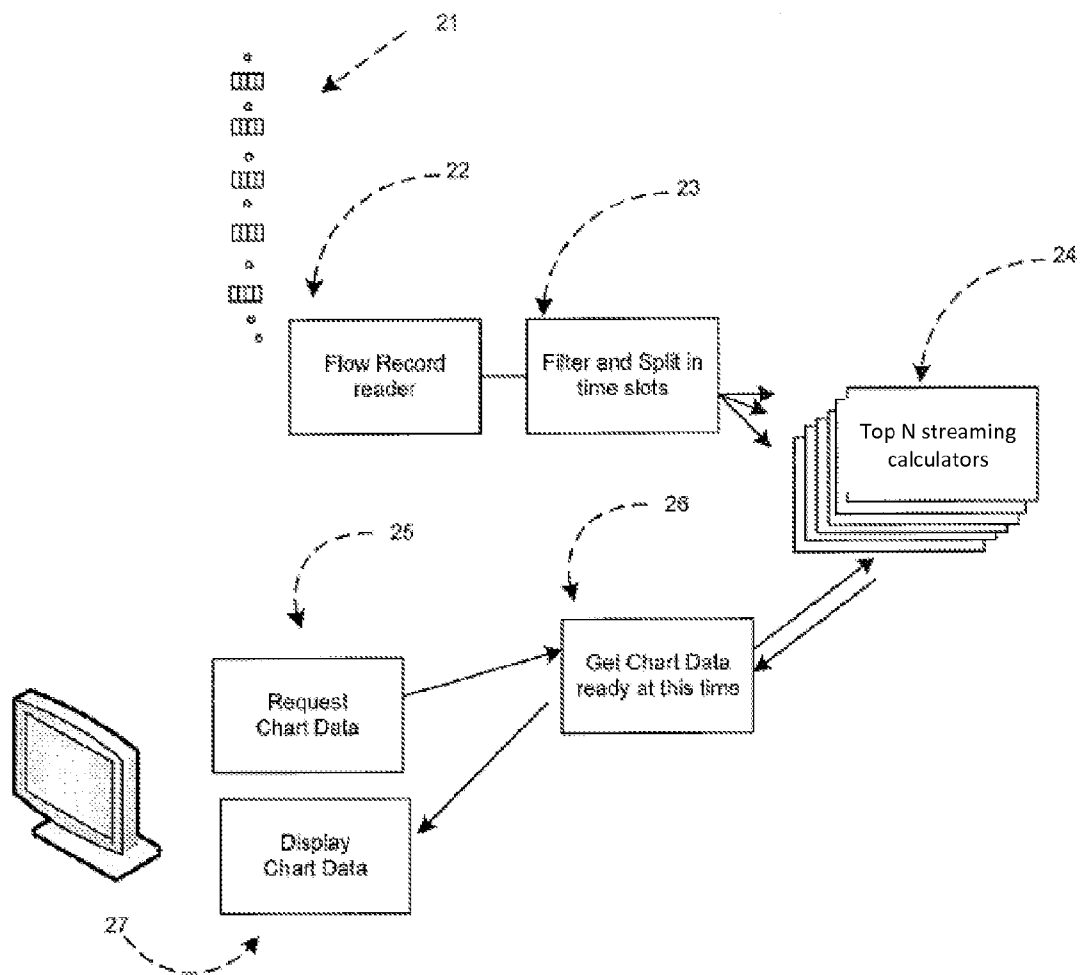 21
22
23
24
Flow Record
reader
Filter and Split in
time slots
Top N streaming
calculators
25
26
Request
Chart Data
Get Chart Data
ready at this time
Display
Chart Data
27